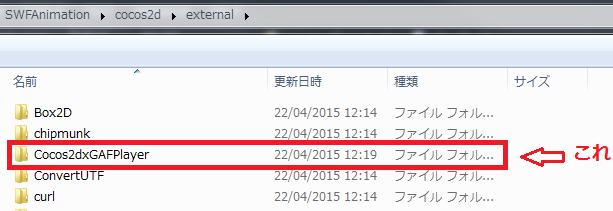 SWFAnimation ▸ cocos2d ▸ external ▸
名前 更新日時 種類 サイズ
Box2D 22/04/2015 12:14 ファイル フォル...
chipmunk 22/04/2015 12:14 ファイル フォル...
Cocos2dxGAFPlayer 22/04/2015 12:19 ファイル フォル... これ
ConvertUTF 22/04/2015 12:14 ファイル フォル...
curl 22/04/2015 12:14 ファイル フォル...